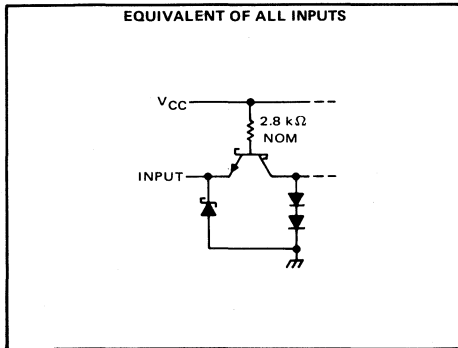 EQUIVALENT OF ALL INPUTS
VCC
2.8 kΩ
NOM
INPUT